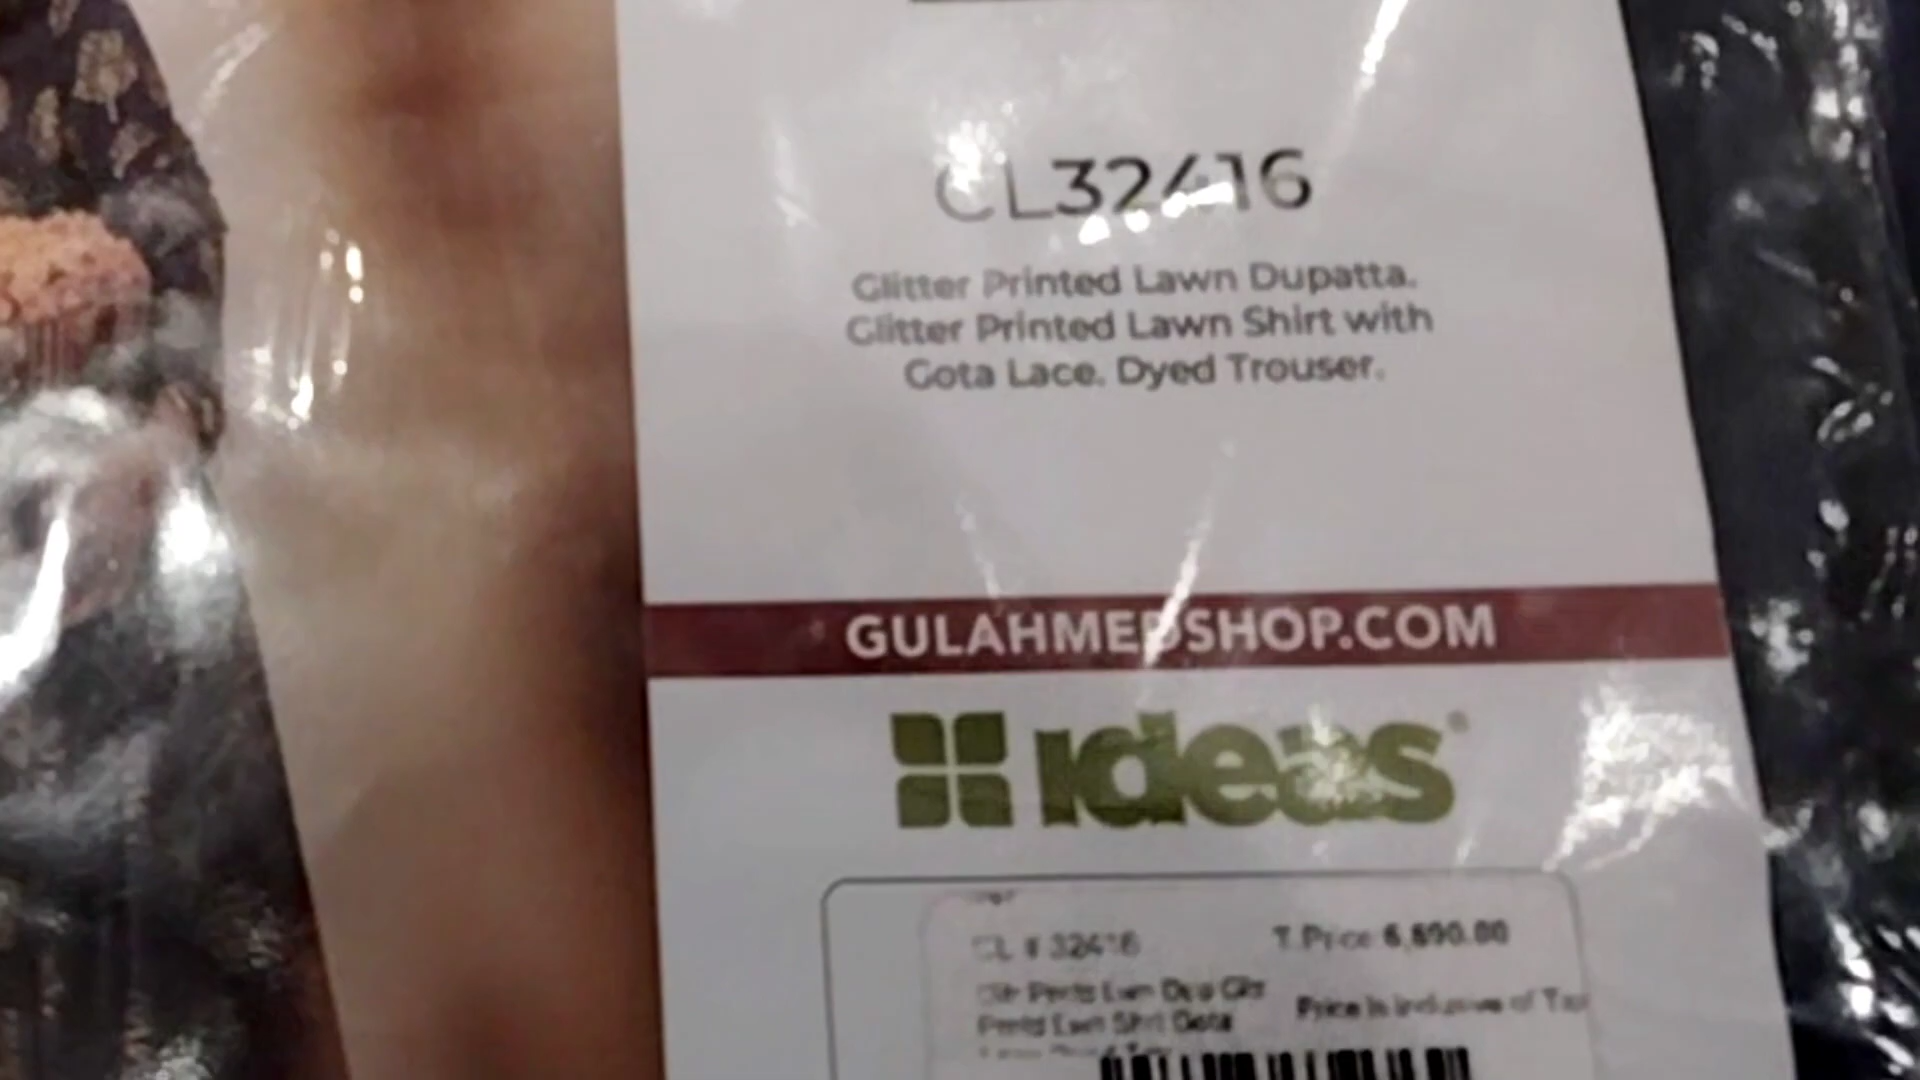 CL32416
Glitter Printed Lawn Dupatta.
Glitter Printed Lawn Shirt with
Gota Lace. Dyed Trouser.
GULAHMEDSHOP.COM
ideas®
CL # 32416 T.Price 6,890.00
Price is inclusive of Tax